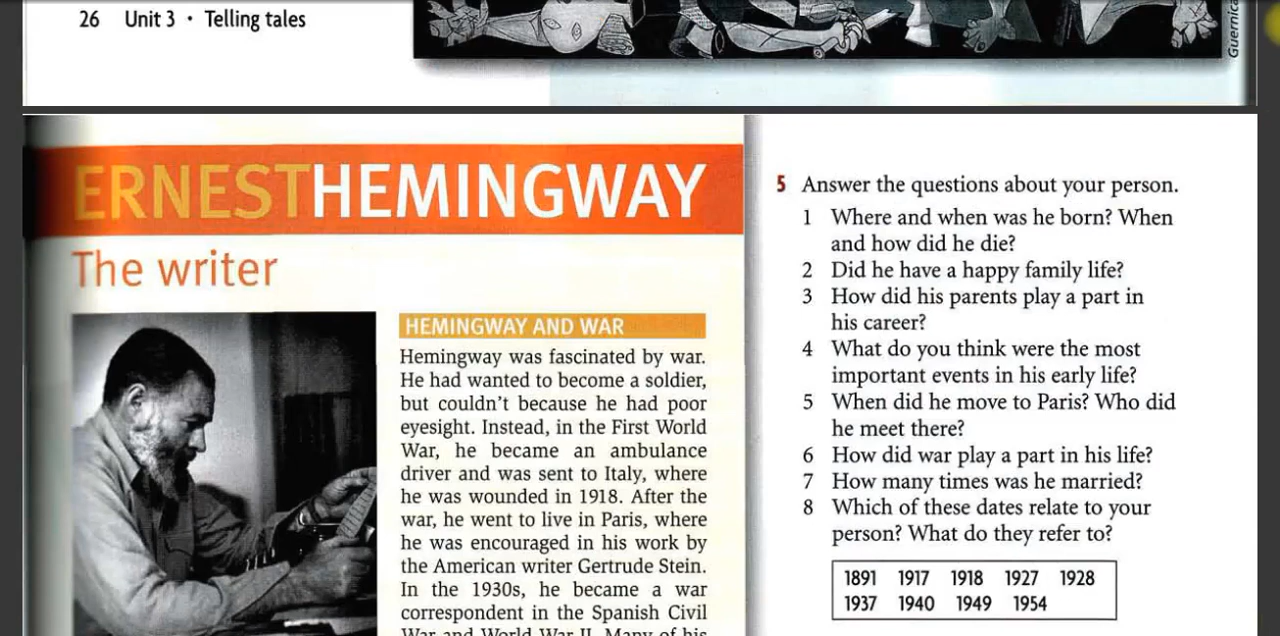 26 Unit 3 • Telling tales
Guernica
ERNESTHEMINGWAY
The writer
HEMINGWAY AND WAR
Hemingway was fascinated by war.
He had wanted to become a soldier,
but couldn't because he had poor
eyesight. Instead, in the First World
War, he became an ambulance
driver and was sent to Italy, where
he was wounded in 1918. After the
war, he went to live in Paris, where
he was encouraged in his work by
the American writer Gertrude Stein.
In the 1930s, he became a war
correspondent in the Spanish Civil
War and World War II. Many of his
5 Answer the questions about your person.
1 Where and when was he born? When
and how did he die?
2 Did he have a happy family life?
3 How did his parents play a part in
his career?
4 What do you think were the most
important events in his early life?
5 When did he move to Paris? Who did
he meet there?
6 How did war play a part in his life?
7 How many times was he married?
8 Which of these dates relate to your
person? What do they refer to?
1891 1917 1918 1927 1928
1937 1940 1949 1954